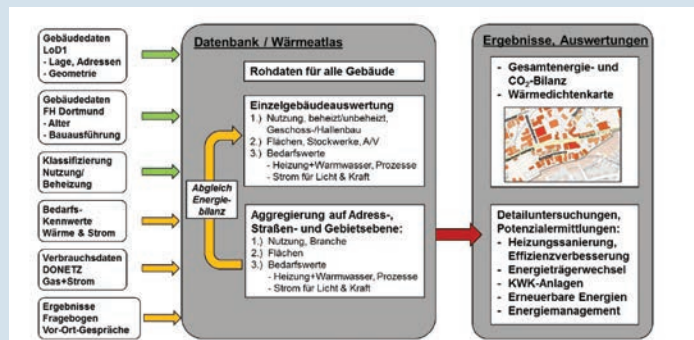 Gebäudedaten
LoD1
- Lage, Adressen
- Geometrie
Gebäudedaten
FH Dortmund
- Alter
- Bauausführung
Klassifizierung
Nutzung/
Beheizung
Bedarfs-
Kennwerte
Wärme & Strom
Verbrauchsdaten
DONETZ
Gas+Strom
Ergebnisse
Fragebogen
Vor-Ort-Gespräche
Datenbank / Wärmeatlas
Rohdaten für alle Gebäude
Einzelgebäudeauswertung
1.) Nutzung, beheizt/unbeheizt,
Geschoss-/Hallenbau
2.) Flächen, Stockwerke, A/V
3.) Bedarfswerte
- Heizung+Warmwasser, Prozesse
- Strom für Licht & Kraft
Abgleich
Energie-
bilanz
Aggregierung auf Adress-,
Straßen- und Gebietsebene:
1.) Nutzung, Branche
2.) Flächen
3.) Bedarfswerte
- Heizung+Warmwasser, Prozesse
- Strom für Licht & Kraft
Ergebnisse, Auswertungen
- Gesamtenergie- und
CO₂-Bilanz
- Wärmedichtenkarte
Detailuntersuchungen,
Potenzialermittlungen:
- Heizungssanierung,
Effizienzverbesserung
- Energieträgerwechsel
- KWK-Anlagen
- Erneuerbare Energien
- Energiemanagement